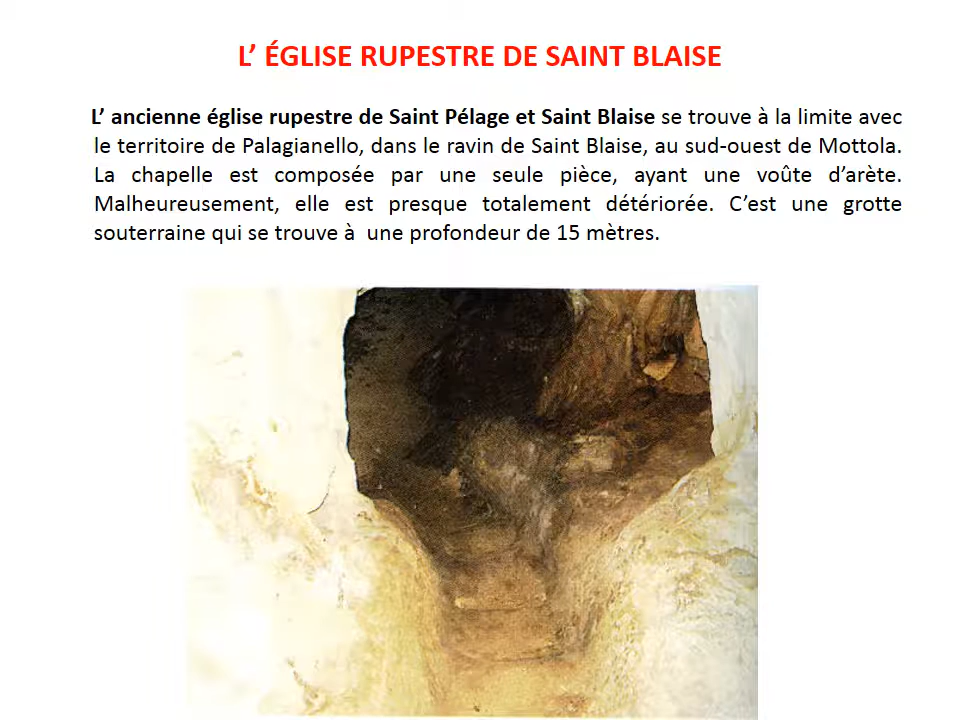 L’ ÉGLISE RUPESTRE DE SAINT BLAISE
L’ ancienne église rupestre de Saint Pélage et Saint Blaise se trouve à la limite avec
le territoire de Palagianello, dans le ravin de Saint Blaise, au sud-ouest de Mottola.
La chapelle est composée par une seule pièce, ayant une voûte d’arète.
Malheureusement, elle est presque totalement détériorée. C’est une grotte
souterraine qui se trouve à  une profondeur de 15 mètres.